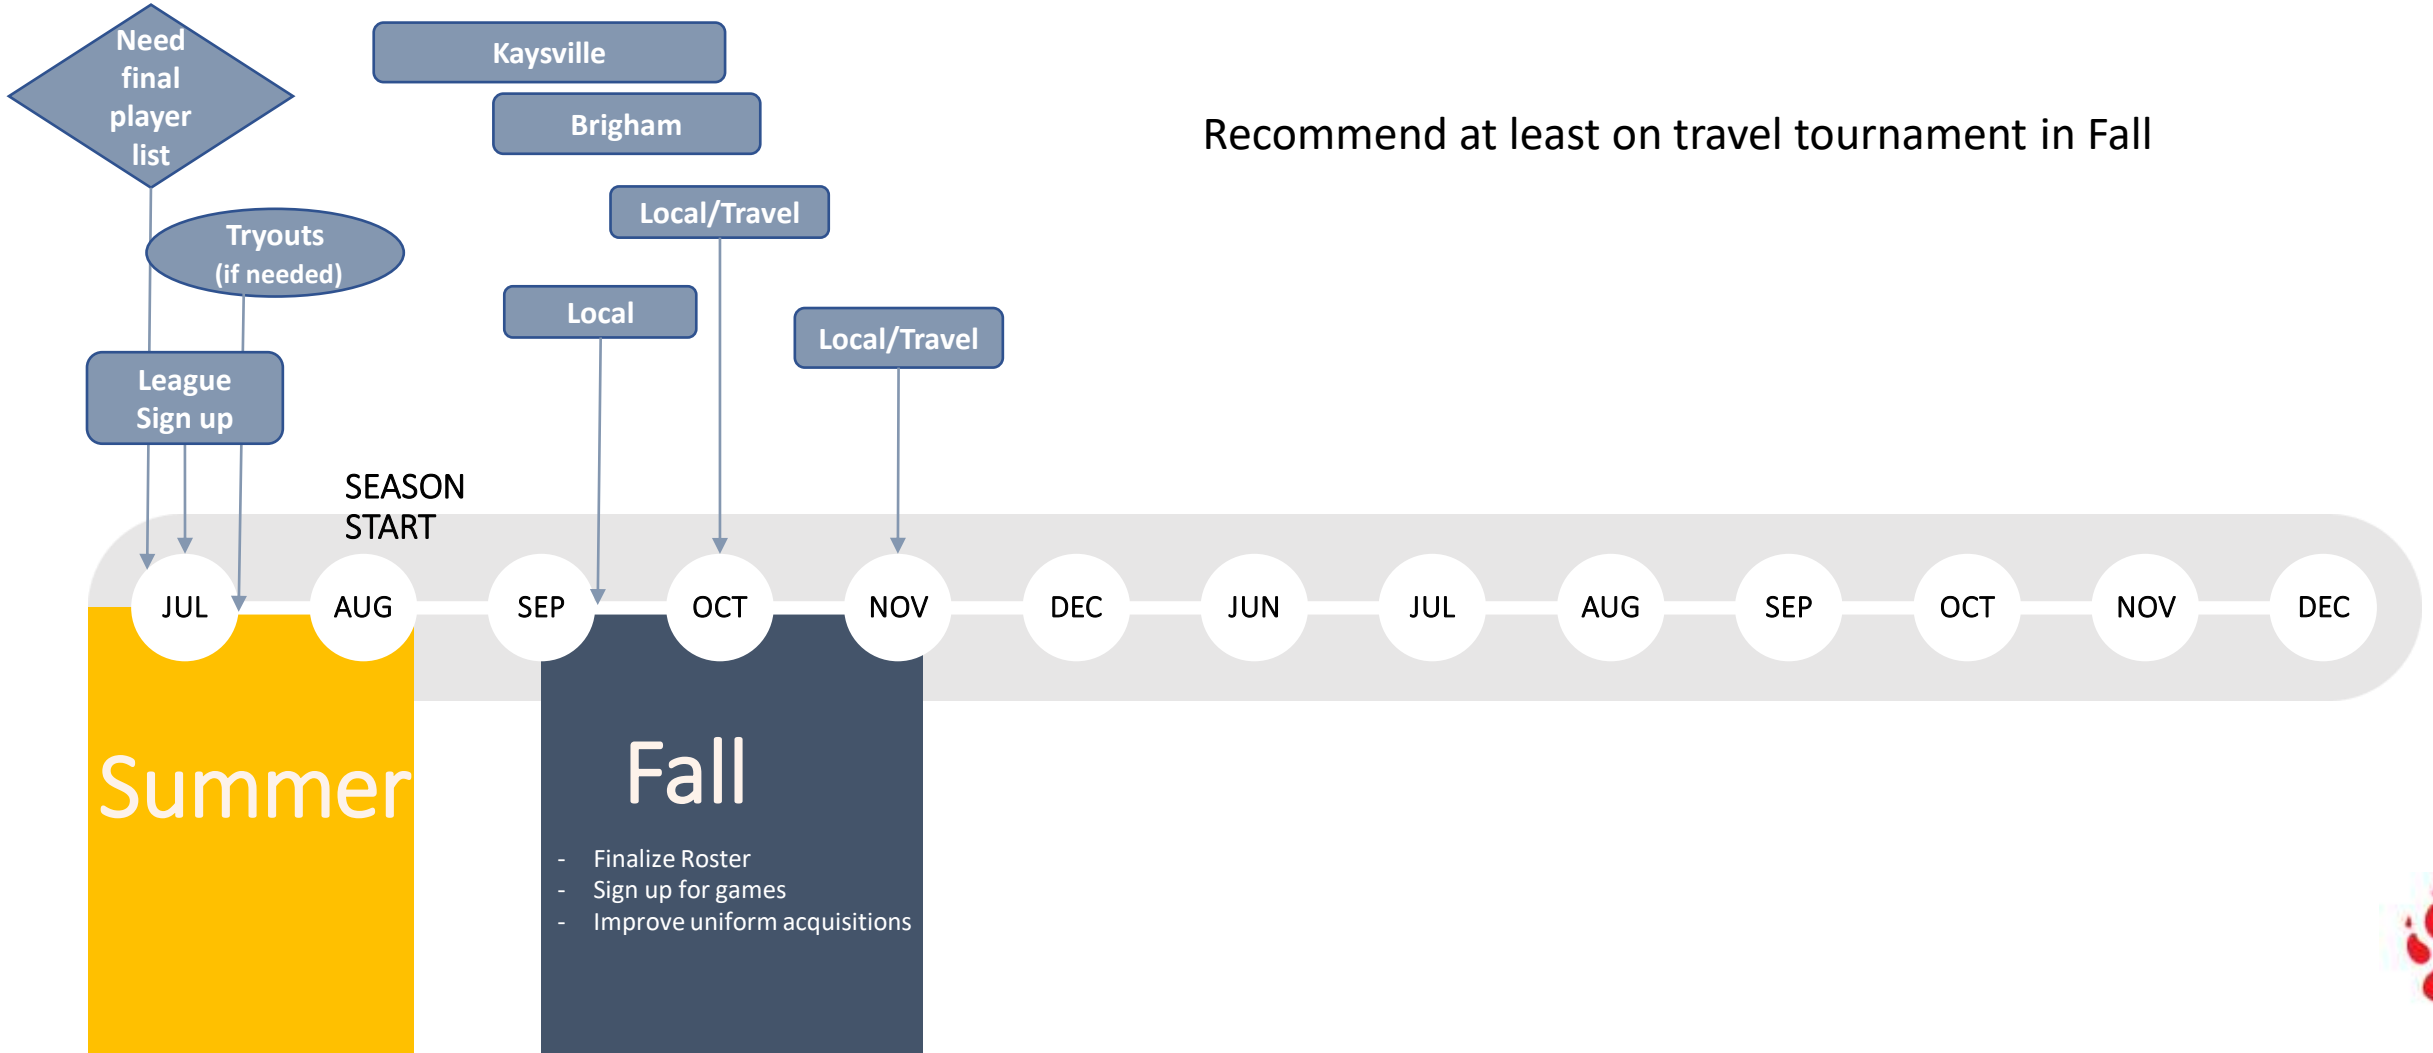 Need
final
player
list
Kaysville
Brigham
Recommend at least on travel tournament in Fall
Local/Travel
Tryouts
(if needed)
Local
Local/Travel
League
Sign up
SEASON
START
JUL
AUG
SEP
OCT
NOV
DEC
JUN
JUL
AUG
SEP
OCT
NOV
DEC
Summer
Fall
- Finalize Roster
- Sign up for games
- Improve uniform acquisitions